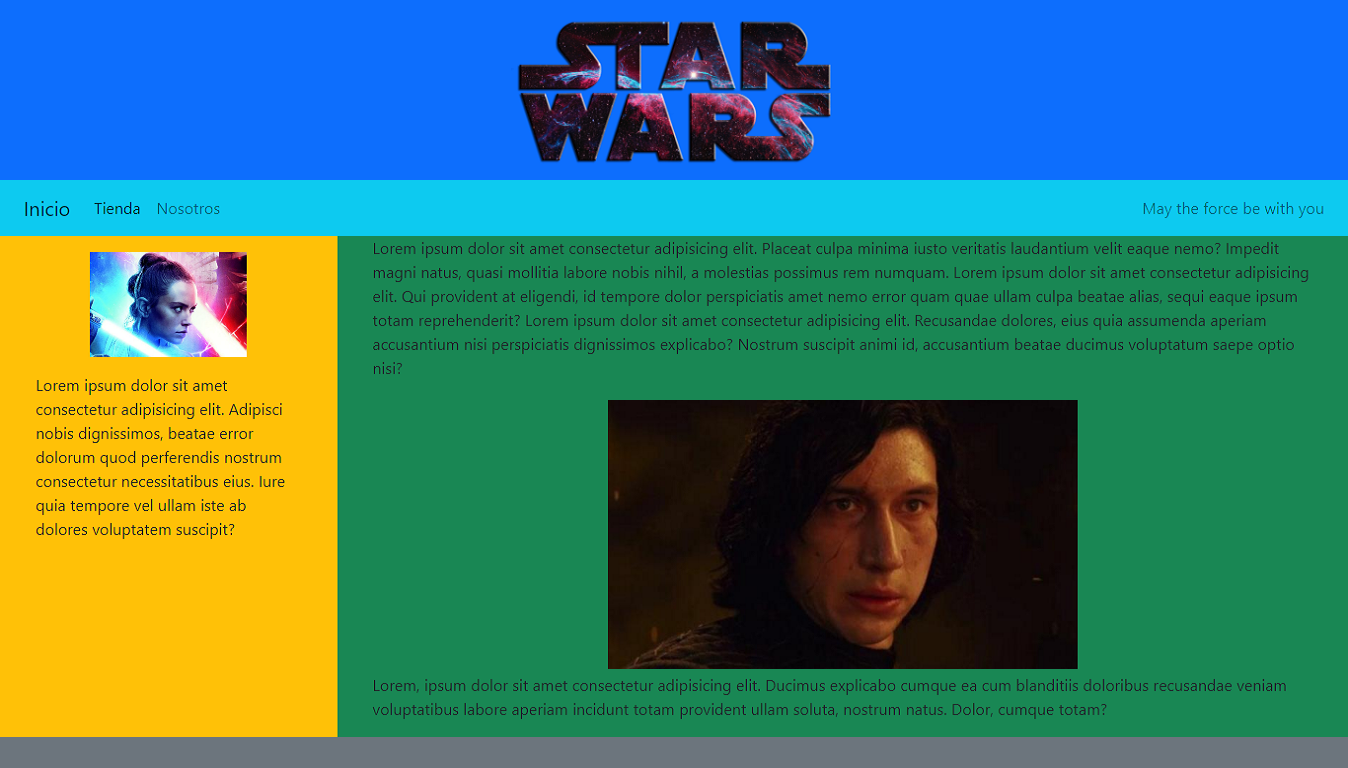 STAR
WARS
Inicio Tienda Nosotros May the force be with you
Lorem ipsum dolor sit amet
consectetur adipisicing elit. Adipisci
nobis dignissimos, beatae error
dolorum quod perferendis nostrum
consectetur necessitatibus eius. Iure
quia tempore vel ullam iste ab
dolores voluptatem suscipit?
Lorem ipsum dolor sit amet consectetur adipisicing elit. Placeat culpa minima iusto veritatis laudantium velit eaque nemo? Impedit
magni natus, quasi mollitia labore nobis nihil, a molestias possimus rem numquam. Lorem ipsum dolor sit amet consectetur adipisicing
elit. Qui provident at eligendi, id tempore dolor perspiciatis amet nemo error quam quae ullam culpa beatae alias, sequi eaque ipsum
totam reprehenderit? Lorem ipsum dolor sit amet consectetur adipisicing elit. Recusandae dolores, eius quia assumenda aperiam
accusantium nisi perspiciatis dignissimos explicabo? Nostrum suscipit animi id, accusantium beatae ducimus voluptatum saepe optio
nisi?
Lorem, ipsum dolor sit amet consectetur adipisicing elit. Ducimus explicabo cumque ea cum blanditiis doloribus recusandae veniam
voluptatibus labore aperiam incidunt totam provident ullam soluta, nostrum natus. Dolor, cumque totam?